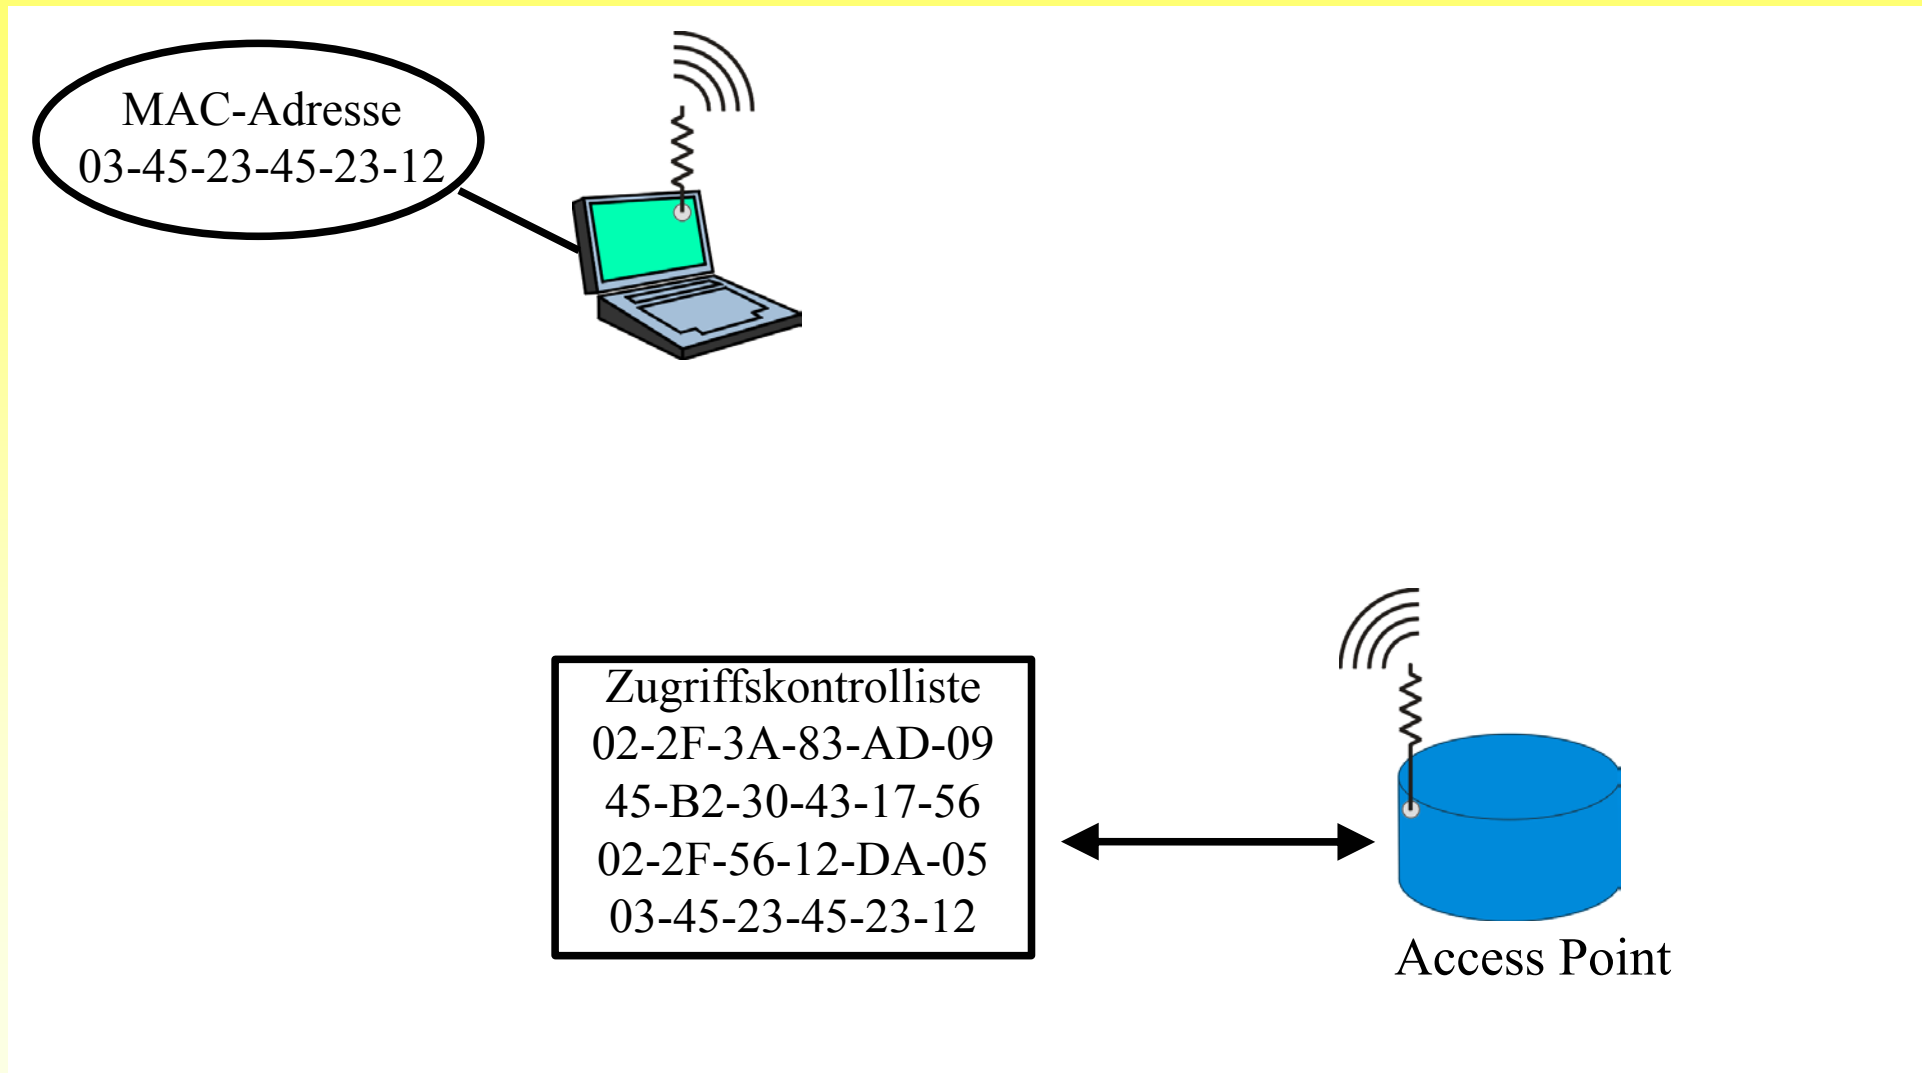 MAC-Adresse
03-45-23-45-23-12
Zugriffskontrolliste
02-2F-3A-83-AD-09
45-B2-30-43-17-56
02-2F-56-12-DA-05
03-45-23-45-23-12
Access Point